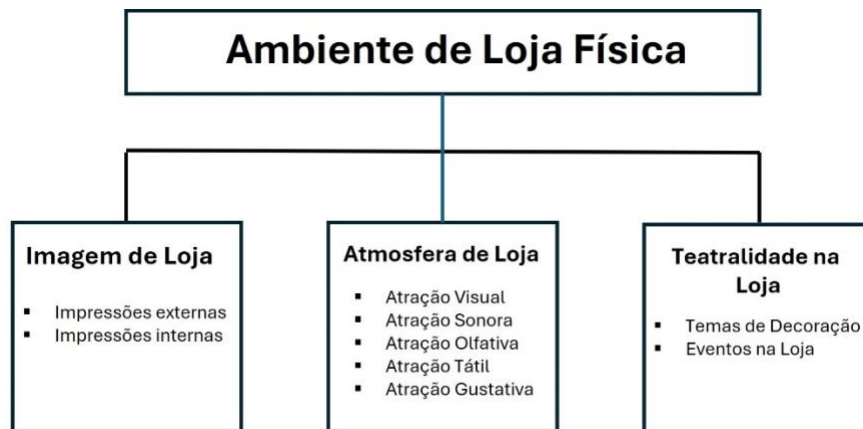 Ambiente de Loja Física
Imagem de Loja
▪ Impressões externas
▪ Impressões internas
Atmosfera de Loja
▪ Atração Visual
▪ Atração Sonora
▪ Atração Olfativa
▪ Atração Tátil
▪ Atração Gustativa
Teatralidade na
Loja
▪ Temas de Decoração
▪ Eventos na Loja